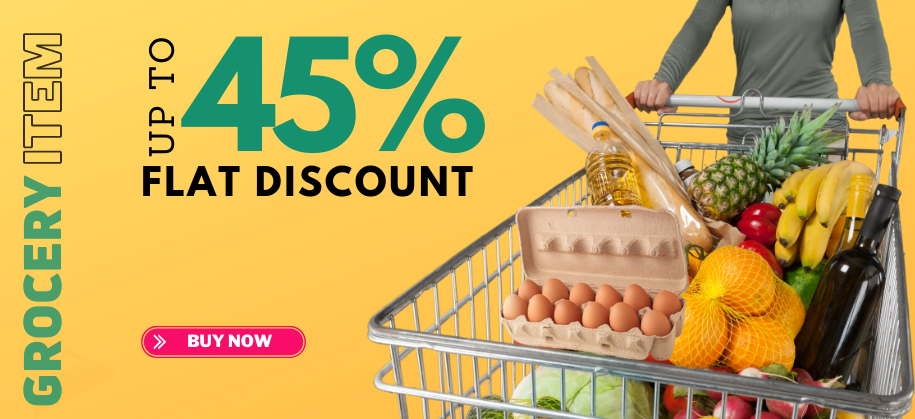 GROCERY ITEM
UP TO
45%
FLAT DISCOUNT
BUY NOW